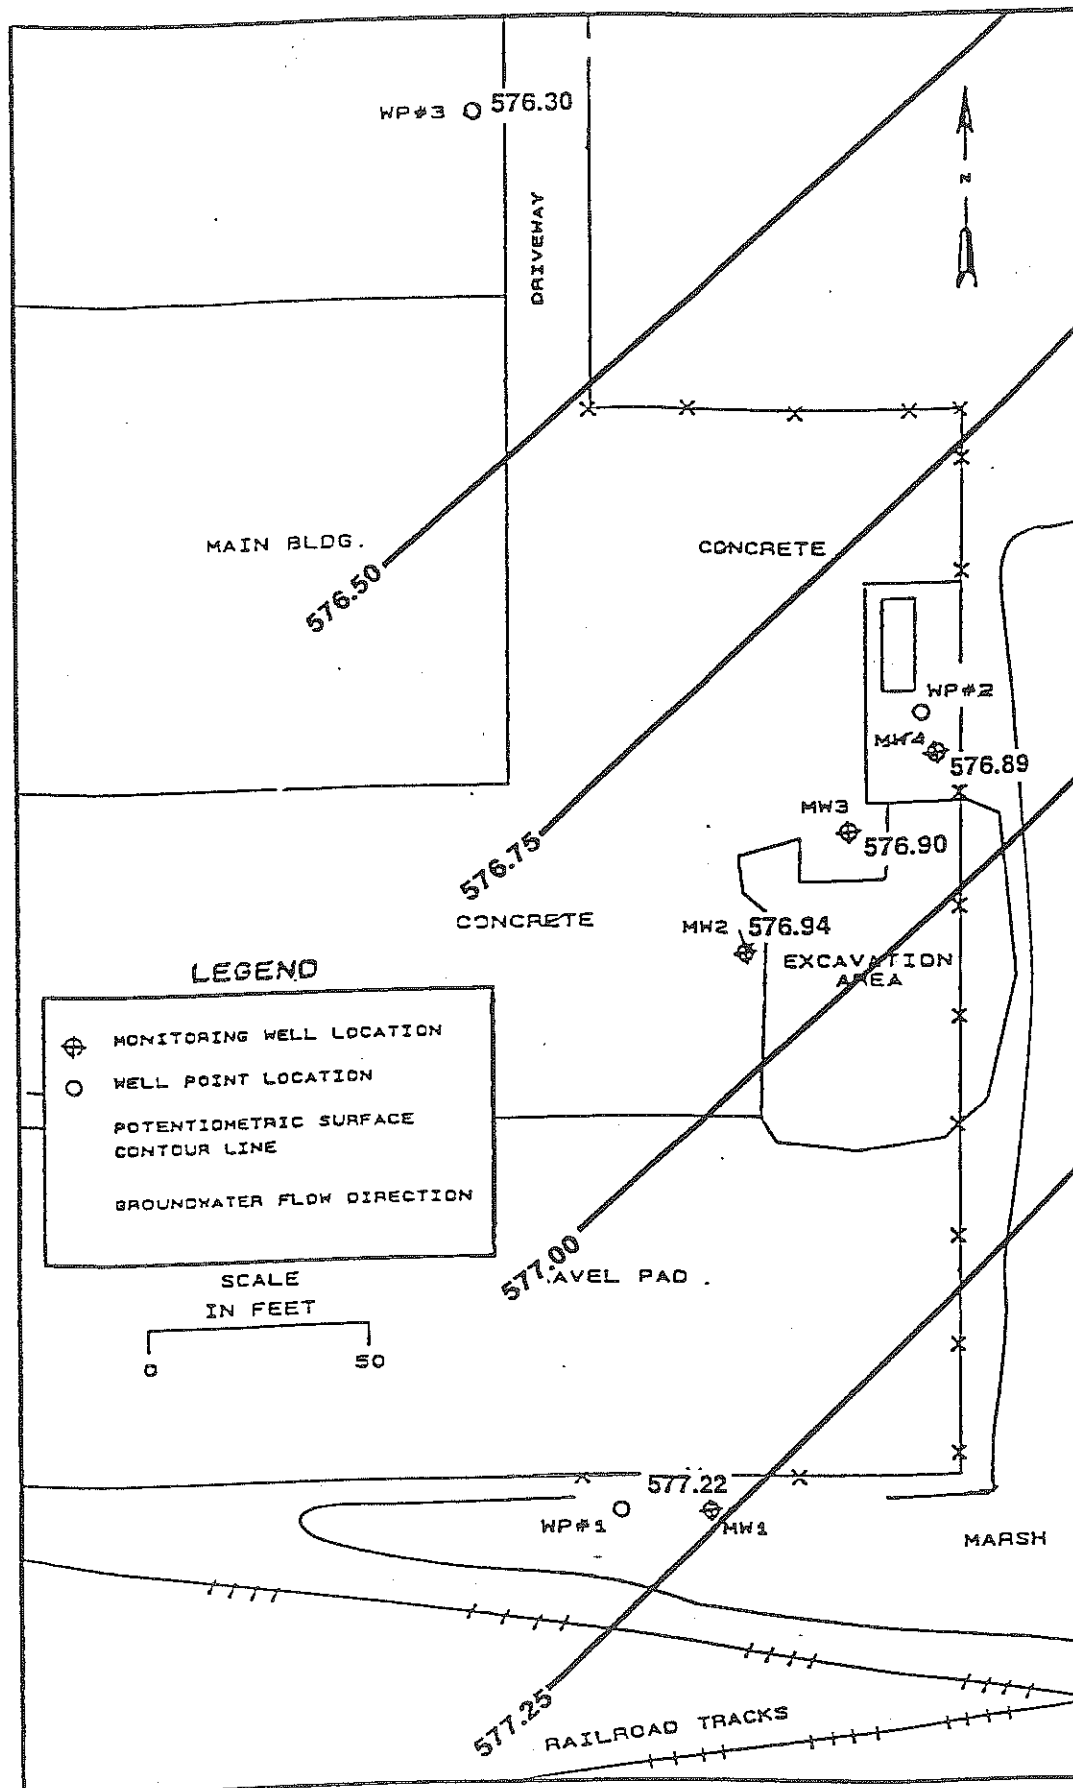 WP#3 576.30
N
DRIVEWAY
MAIN BLDG.
CONCRETE
576.50
WP#2
MW4
576.89
MW3
576.90
576.75
CONCRETE
MW2 576.94
EXCAVATION
AREA
LEGEND
MONITORING WELL LOCATION
WELL POINT LOCATION
POTENTIOMETRIC SURFACE
CONTOUR LINE
GROUNDWATER FLOW DIRECTION
577.00
AVEL PAD
SCALE
IN FEET
0 50
577.22
WP#1
MW1
MARSH
577.25
RAILROAD TRACKS